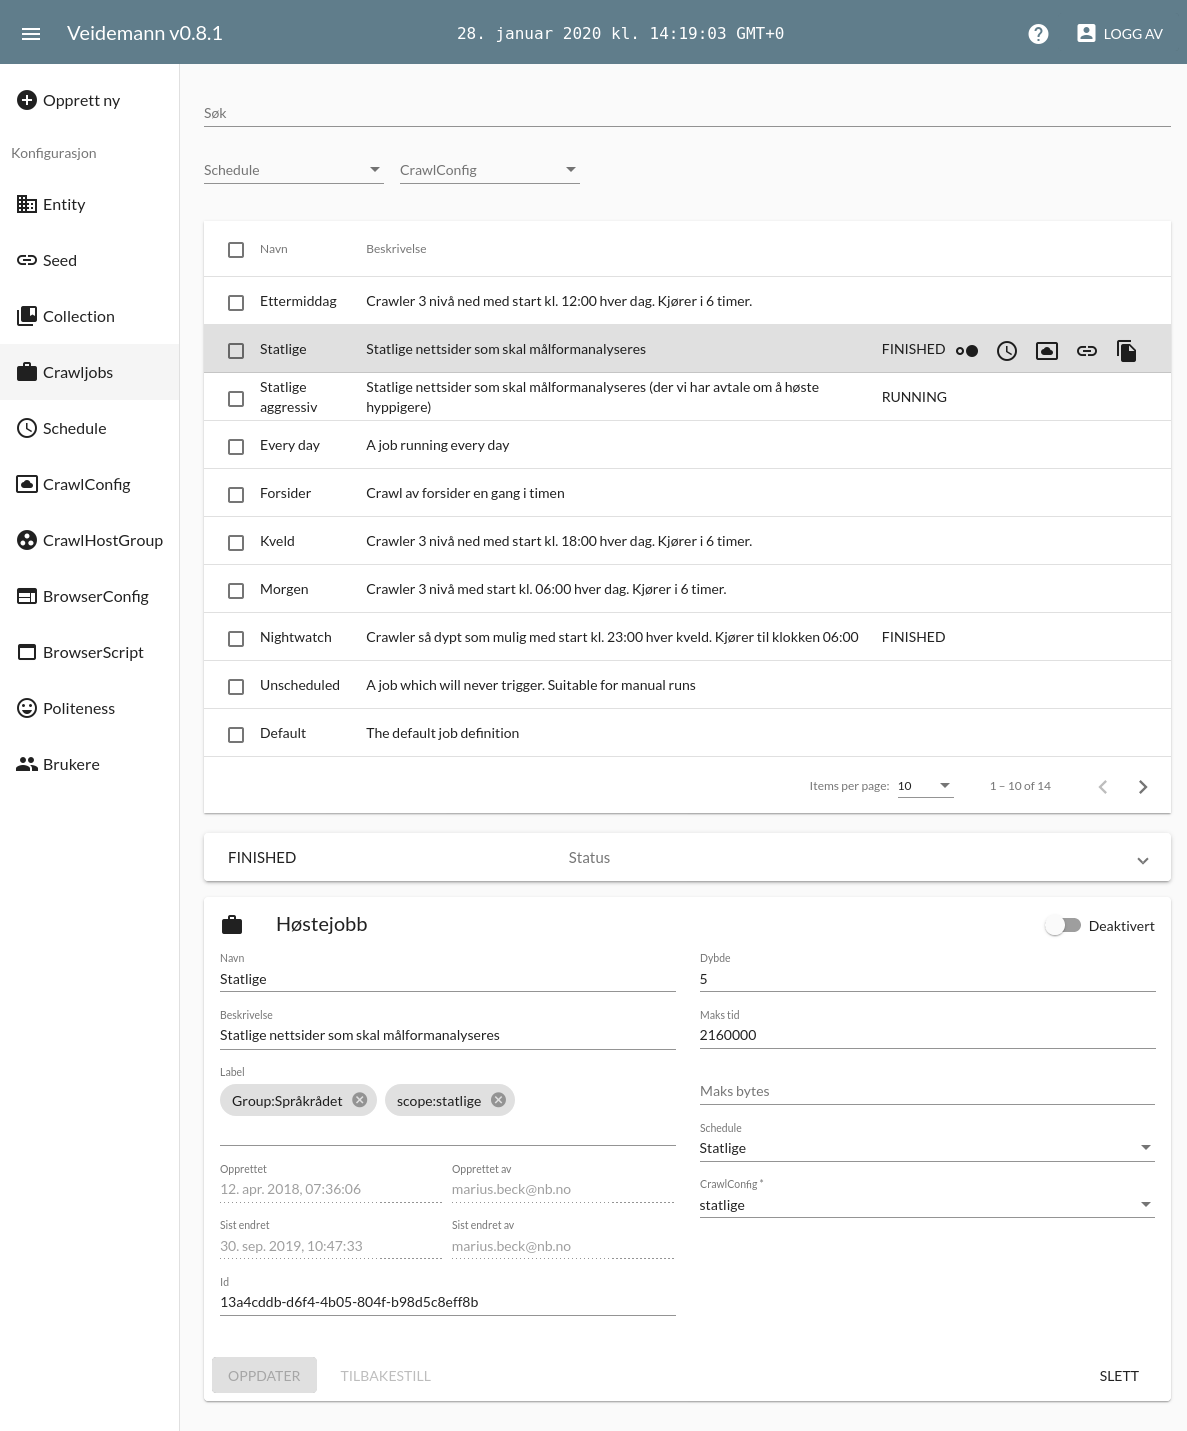 Veidemann v0.8.1
28. januar 2020 kl. 14:19:03 GMT+0
LOGG AV
Opprett ny
Konfigurasjon
Entity
Seed
Collection
Crawljobs
Schedule
CrawlConfig
CrawlHostGroup
BrowserConfig
BrowserScript
Politeness
Brukere
Søk
Schedule
CrawlConfig
Navn Beskrivelse
Ettermiddag Crawler 3 nivå ned med start kl. 12:00 hver dag. Kjører i 6 timer.
Statlige Statlige nettsider som skal målformanalyseres FINISHED
Statlige aggressiv Statlige nettsider som skal målformanalyseres (der vi har avtale om å høste
hyppigere) RUNNING
Every day A job running every day
Forsider Crawl av forsider en gang i timen
Kveld Crawler 3 nivå ned med start kl. 18:00 hver dag. Kjører i 6 timer.
Morgen Crawler 3 nivå med start kl. 06:00 hver dag. Kjører i 6 timer.
Nightwatch Crawler så dypt som mulig med start kl. 23:00 hver kveld. Kjører til klokken 06:00 FINISHED
Unscheduled A job which will never trigger. Suitable for manual runs
Default The default job definition
Items per page: 10 1 – 10 of 14
FINISHED Status
Høstejobb
Deaktivert
Navn
Statlige
Beskrivelse
Statlige nettsider som skal målformanalyseres
Label
Group:Språkrådet scope:statlige
Opprettet Opprettet av
12. apr. 2018, 07:36:06 marius.beck@nb.no
Sist endret Sist endret av
30. sep. 2019, 10:47:33 marius.beck@nb.no
Id
13a4cddb-d6f4-4b05-804f-b98d5c8eff8b
Dybde
5
Maks tid
2160000
Maks bytes
Schedule
Statlige
CrawlConfig *
statlige
OPPDATER TILBAKESTILL SLETT